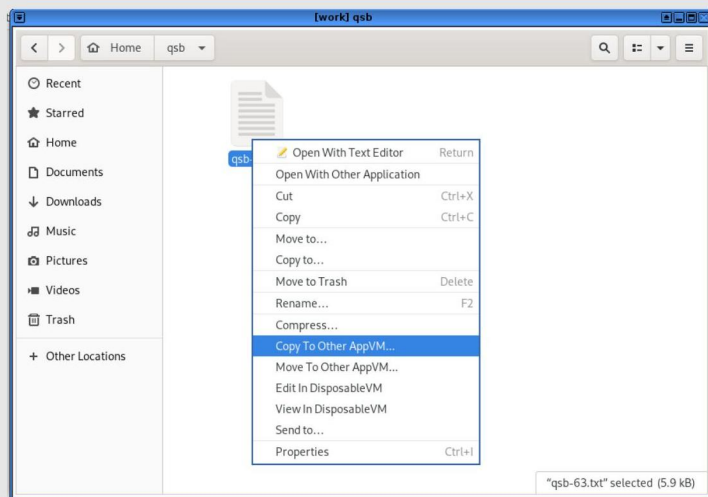 [work] qsb
Home
qsb
Recent
Starred
Home
Documents
Downloads
Music
Pictures
Videos
Trash
+ Other Locations
qsb-
Open With Text Editor Return
Open With Other Application
Cut Ctrl+X
Copy Ctrl+C
Move to…
Copy to…
Move to Trash Delete
Rename… F2
Compress…
Copy To Other AppVM…
Move To Other AppVM…
Edit In DisposableVM
View In DisposableVM
Send to…
Properties Ctrl+I
"qsb-63.txt" selected (5.9 kB)